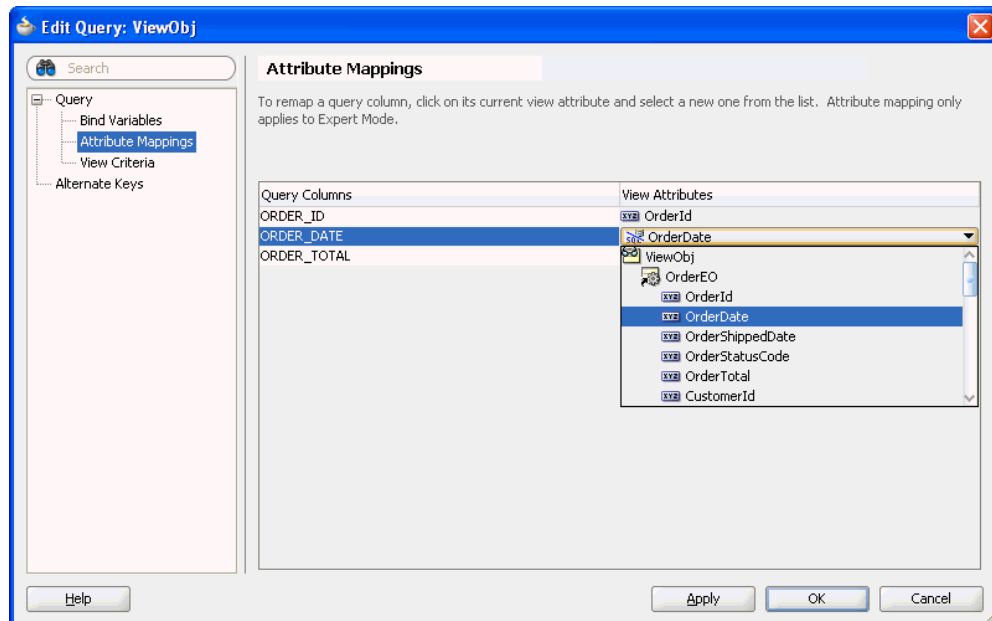 Edit Query: ViewObj
Search
Query
Bind Variables
Attribute Mappings
View Criteria
Alternate Keys
Attribute Mappings
To remap a query column, click on its current view attribute and select a new one from the list. Attribute mapping only
applies to Expert Mode.
Query Columns View Attributes
ORDER_ID OrderId
ORDER_DATE OrderDate
ORDER_TOTAL
ViewObj
OrderEO
OrderId
OrderDate
OrderShippedDate
OrderStatusCode
OrderTotal
CustomerId
Help Apply OK Cancel